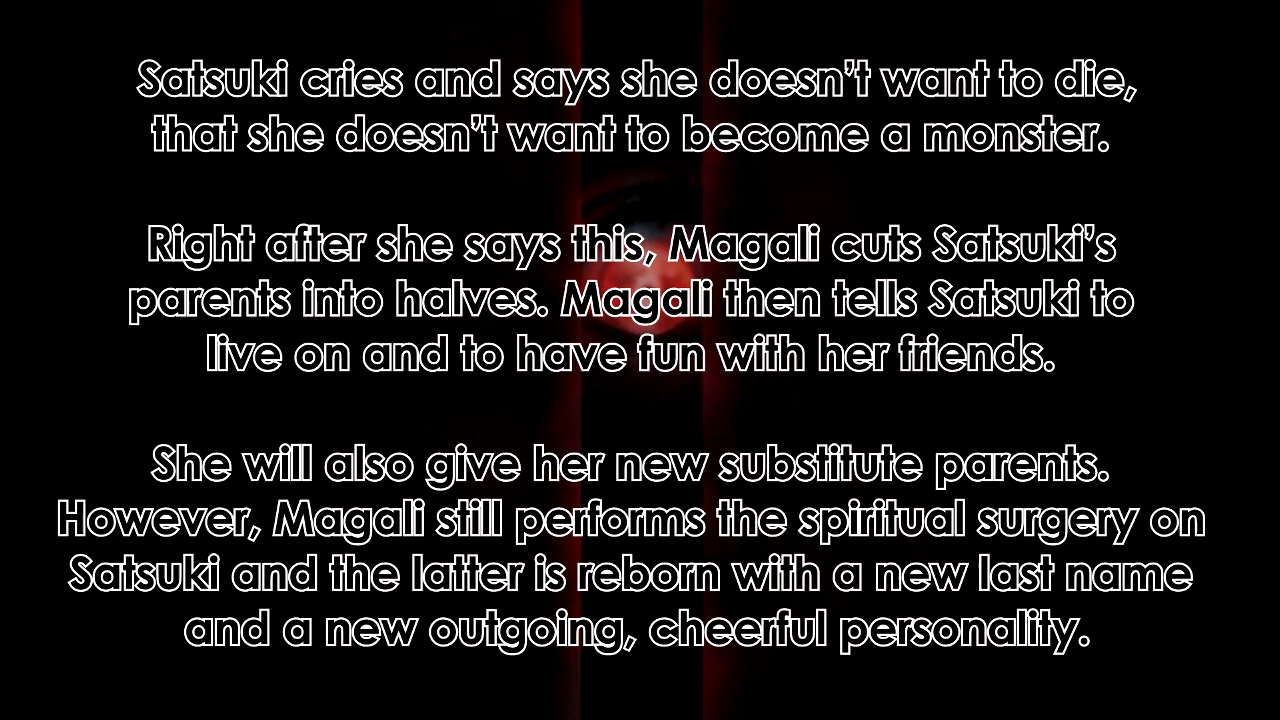 Satsuki cries and says she doesn't want to die,
that she doesn't want to become a monster.
Right after she says this, Magali cuts Satsuki's
parents into halves. Magali then tells Satsuki to
live on and to have fun with her friends.
She will also give her new substitute parents.
However, Magali still performs the spiritual surgery on
Satsuki and the latter is reborn with a new last name
and a new outgoing, cheerful personality.